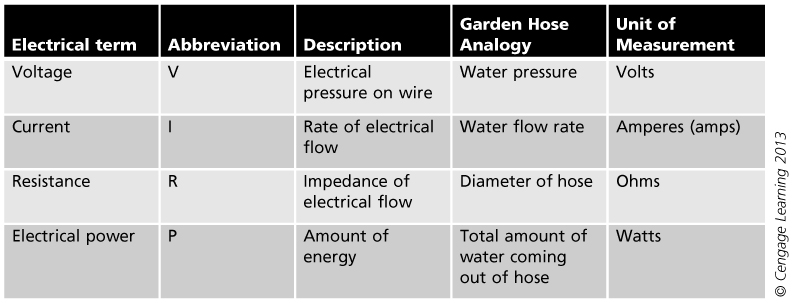 Electrical term Abbreviation Description Garden Hose Analogy Unit of Measurement
Voltage V Electrical pressure on wire Water pressure Volts
Current I Rate of electrical flow Water flow rate Amperes (amps)
Resistance R Impedance of electrical flow Diameter of hose Ohms
Electrical power P Amount of energy Total amount of water coming out of hose Watts
© Cengage Learning 2013